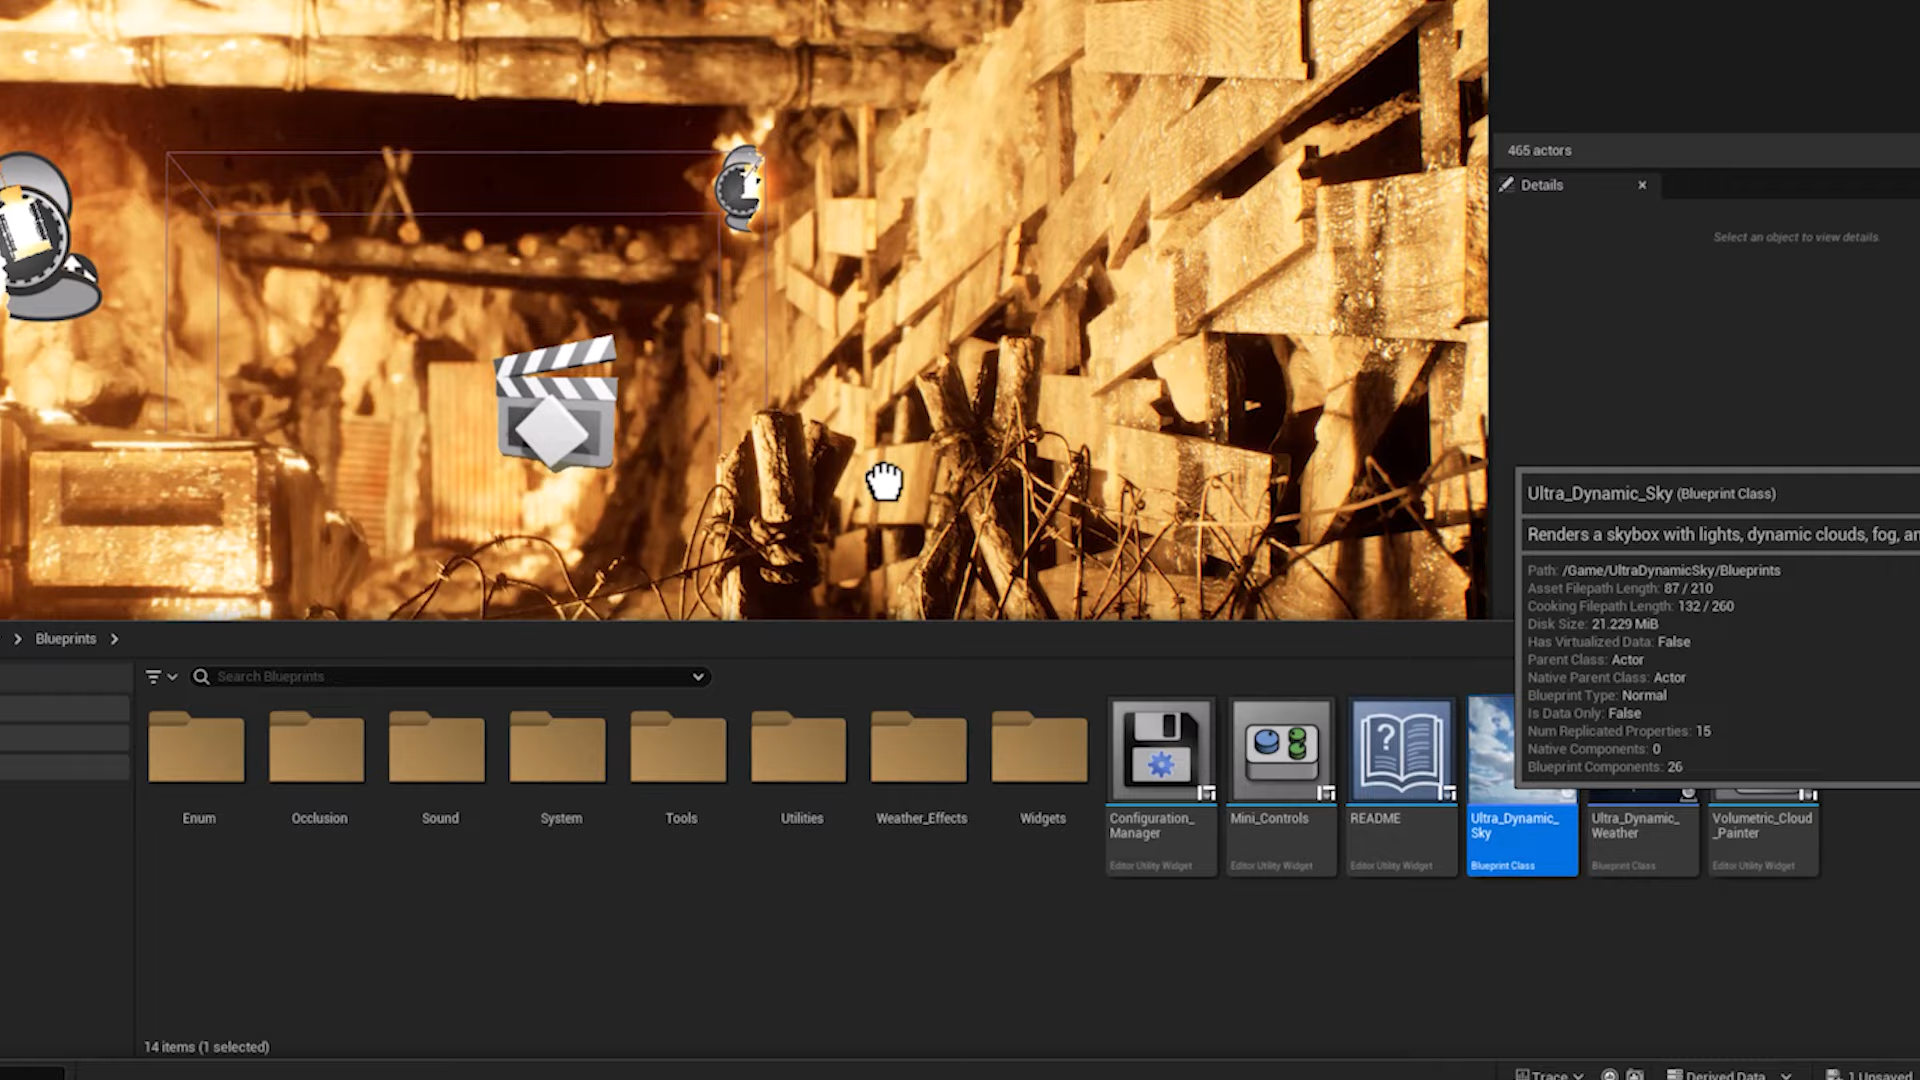 465 actors
Details
Select an object to view details
Ultra_Dynamic_Sky (Blueprint Class)
Renders a skybox with lights, dynamic clouds, fog,
Path: /Game/UltraDynamicSky/Blueprints
Asset Filepath Length: 87 / 210
Cooking Filepath Length: 132 / 260
Disk Size: 21.229 MiB
Has Virtualized Data: False
Parent Class: Actor
Native Parent Class: Actor
Blueprint Type: Normal
Is Data Only: False
Num Replicated Properties: 15
Native Components: 0
Blueprint Components: 26
Blueprints
Search Blueprints
Enum
Occlusion
Sound
System
Tools
Utilities
Weather_Effects
Widgets
Configuration_
Manager
Editor Utility Widget
Mini_Controls
Editor Utility Widget
README
Editor Utility Widget
Ultra_Dynamic_
Sky
Blueprint Class
Ultra_Dynamic_
Weather
Blueprint Class
Volumetric_Cloud
_Painter
Editor Utility Widget
14 items (1 selected)
Trace
Derived Data
1 Unsaved